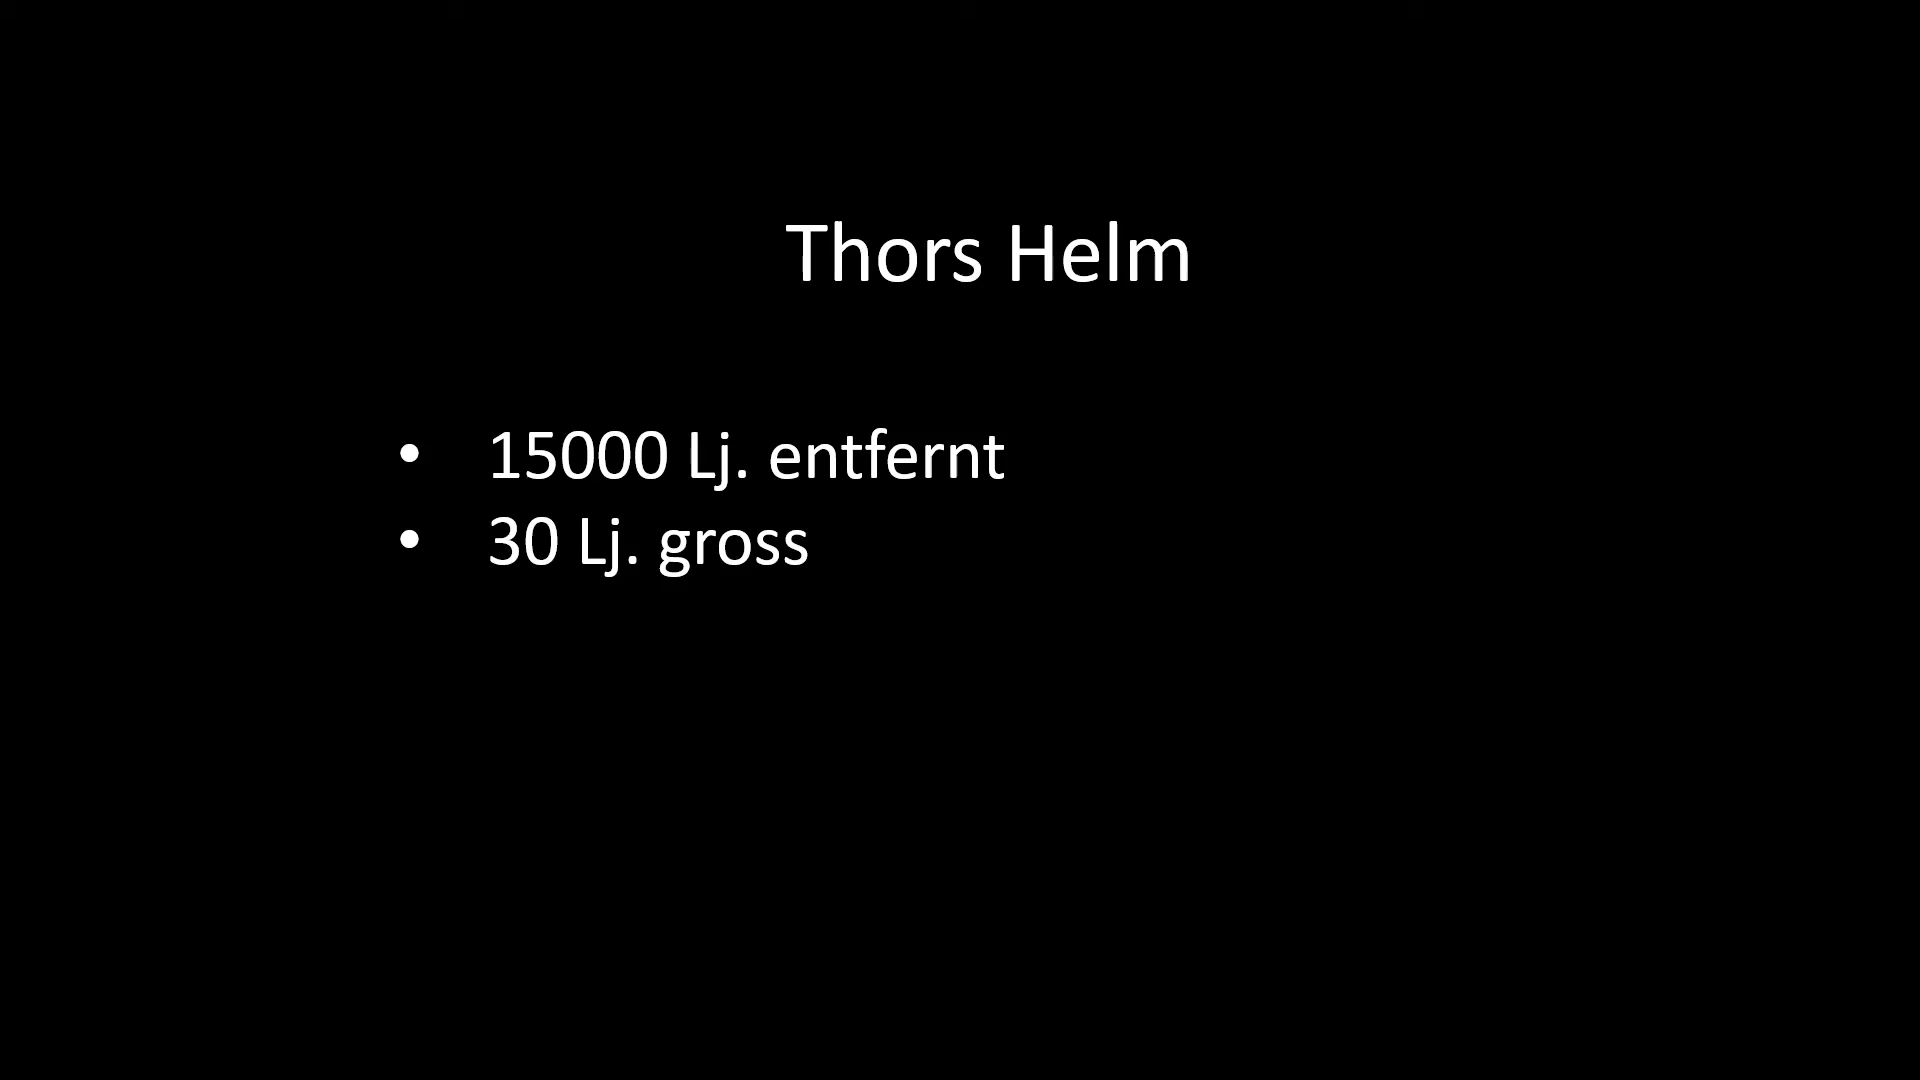 Thors Helm
• 15000 Lj. entfernt
• 30 Lj. gross